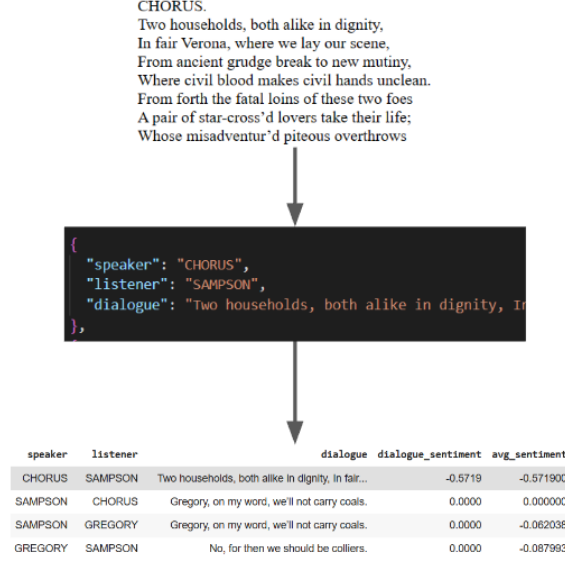 CHORUS.
Two households, both alike in dignity,
In fair Verona, where we lay our scene,
From ancient grudge break to new mutiny,
Where civil blood makes civil hands unclean.
From forth the fatal loins of these two foes
A pair of star-cross’d lovers take their life;
Whose misadventur’d piteous overthrows
{
"speaker": "CHORUS",
"listener": "SAMPSON",
"dialogue": "Two households, both alike in dignity, In
},
speaker listener dialogue dialogue_sentiment avg_sentiment
CHORUS SAMPSON Two households, both alike in dignity, In fair... -0.5719 -0.571900
SAMPSON CHORUS Gregory, on my word, we’ll not carry coals. 0.0000 0.000000
SAMPSON GREGORY Gregory, on my word, we’ll not carry coals. 0.0000 -0.062038
GREGORY SAMPSON No, for then we should be colliers. 0.0000 -0.087993